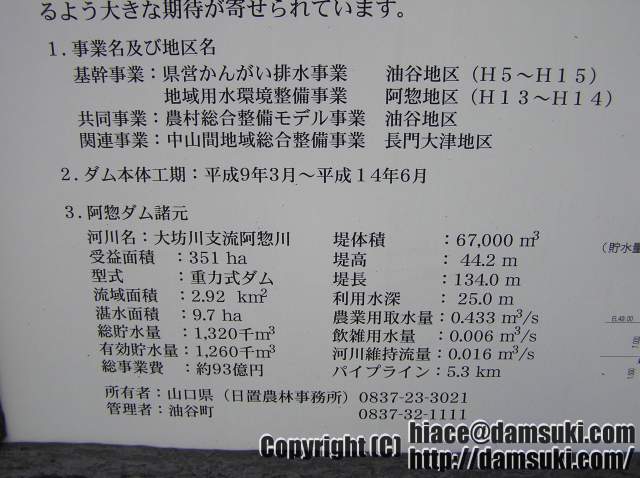 るよう大きな期待が寄せられています。
1．事業名及び地区名
基幹事業：県営かんがい排水事業　油谷地区（H5～H15）
地域用水環境整備事業　阿惣地区（H13～H14）
共同事業：農村総合整備モデル事業　油谷地区
関連事業：中山間地域総合整備事業　長門大津地区
2．ダム本体工期：平成9年3月～平成14年6月
3．阿惣ダム諸元
河川名：大坊川支流阿惣川
受益面積：351 ha
型式：重力式ダム
流域面積：2.92 km²
湛水面積：9.7 ha
総貯水量：1,320千m³
有効貯水量：1,260千m³
総事業費：約93億円
堤体積：67,000 m³
堤高：44.2 m
堤長：134.0 m
利用水深：25.0 m
農業用取水量：0.433 m³/s
飲雑用水量：0.006 m³/s
河川維持流量：0.016 m³/s
パイプライン：5.3 km
所有者：山口県（日置農林事務所）0837-23-3021
管理者：油谷町　0837-32-1111
（貯水量
Copyright (C) hiace@damsuki.com
http://damsuki.com/